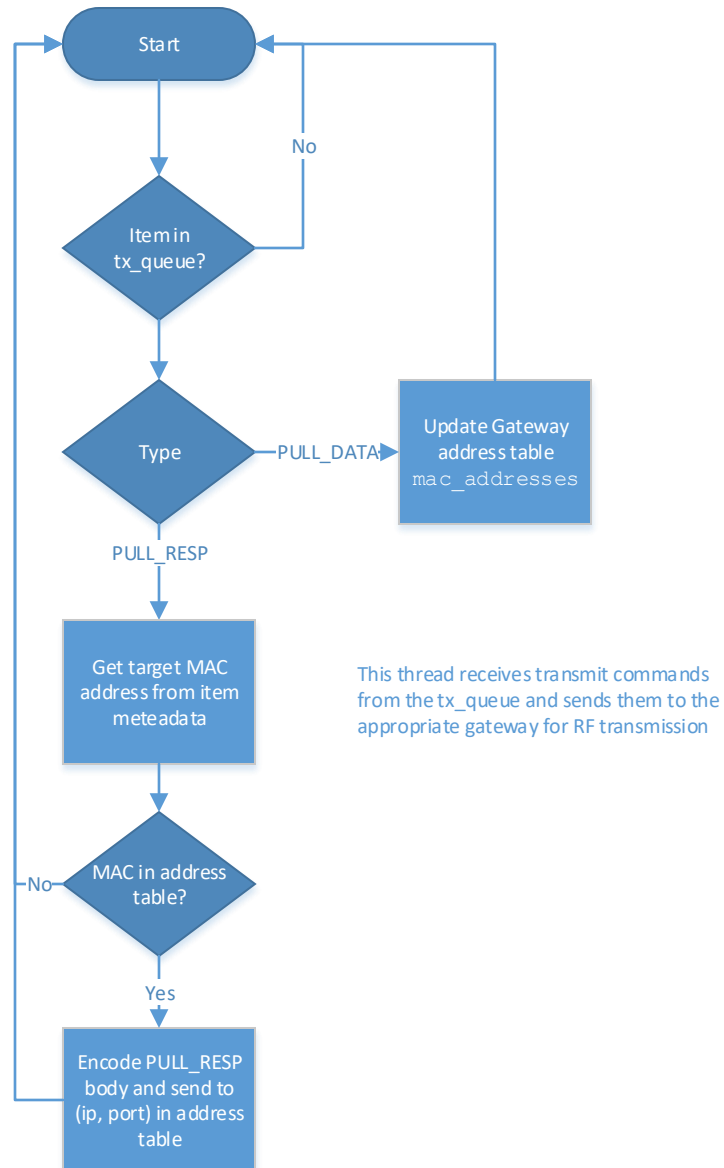 Start
No
Item in
tx_queue?
Type
PULL_DATA
Update Gateway
address table
mac_addresses
PULL_RESP
Get target MAC
address from item
meteadata
This thread receives transmit commands
from the tx_queue and sends them to the
appropriate gateway for RF transmission
MAC in address
table?
No
Yes
Encode PULL_RESP
body and send to
(ip, port) in address
table